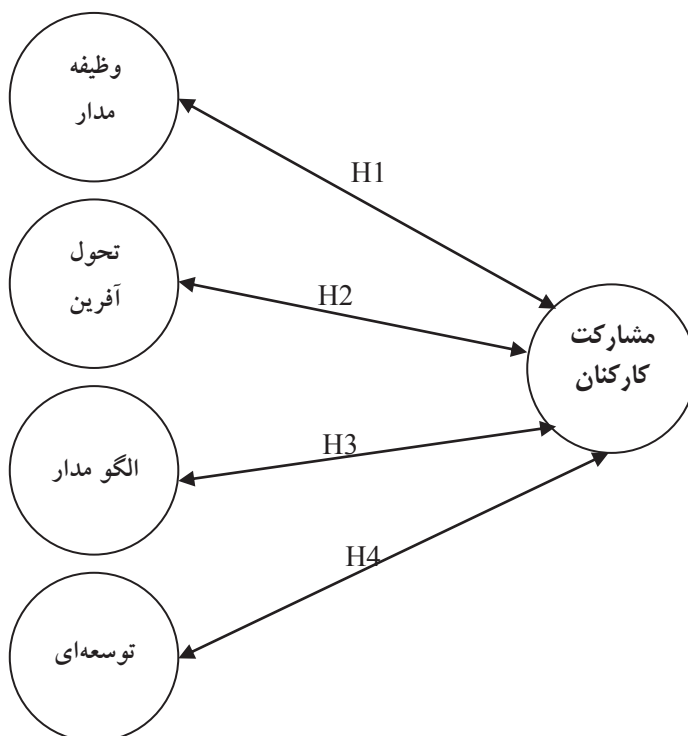 وظیفه
مدار
H1
تحول
آفرین
H2
مشارکت
کارکنان
الگو مدار
H3
H4
توسعه‌ای